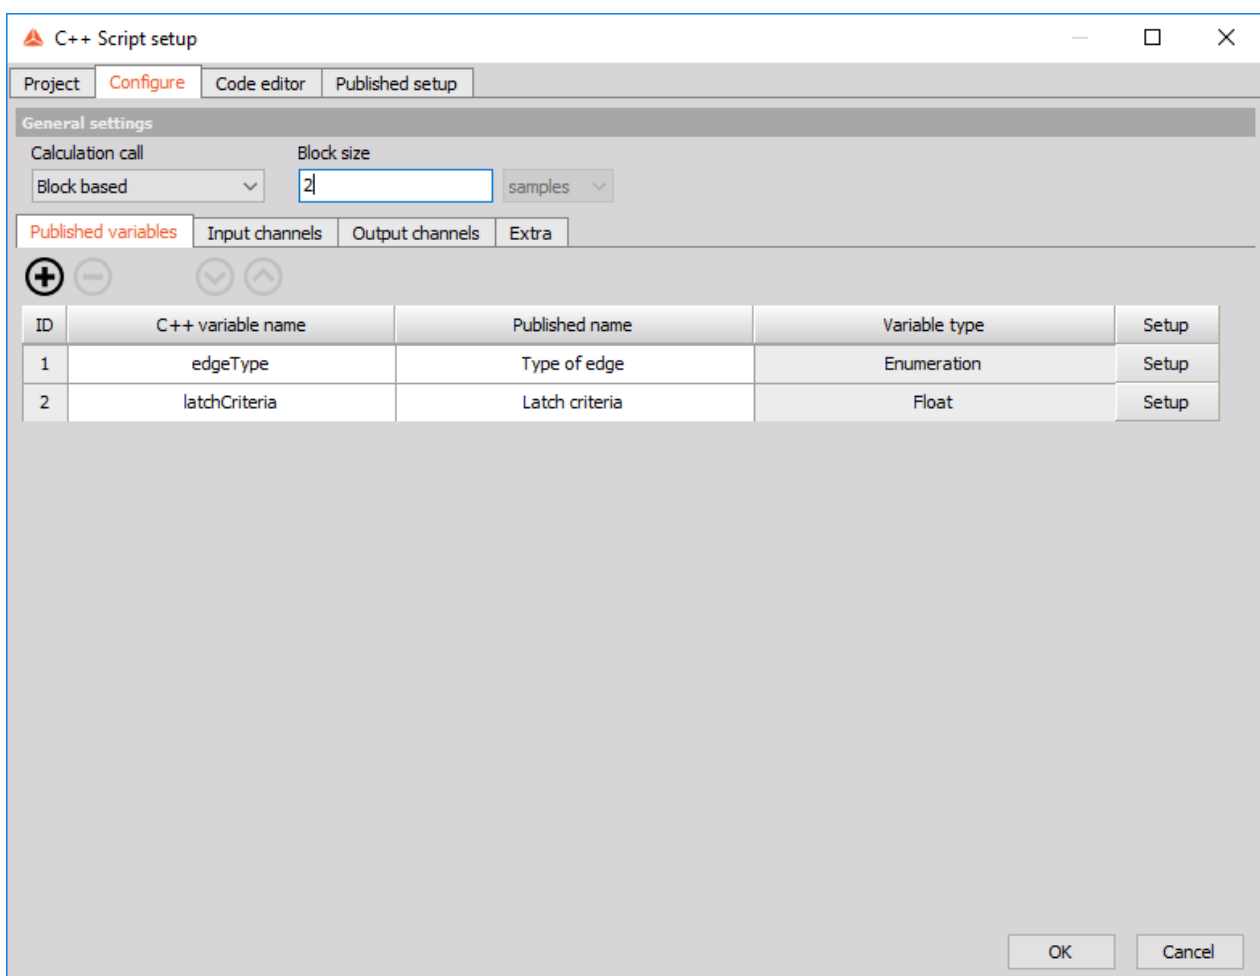 C++ Script setup
Project Configure Code editor Published setup
General settings
Calculation call Block size
Block based 2 samples
Published variables Input channels Output channels Extra
ID C++ variable name Published name Variable type Setup
1 edgeType Type of edge Enumeration Setup
2 latchCriteria Latch criteria Float Setup
OK Cancel